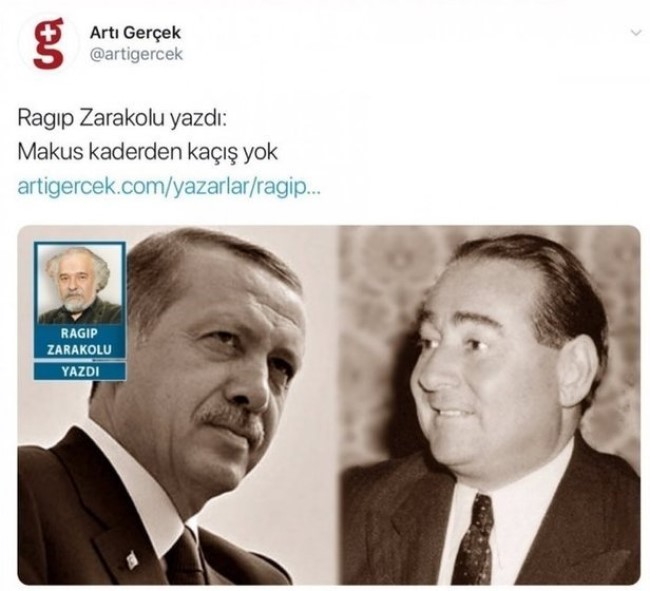 Artı Gerçek
@artigercek
Ragıp Zarakolu yazdı:
Makus kaderden kaçış yok
artigercek.com/yazarlar/ragip...
RAGIP
ZARAKOLU
YAZDI